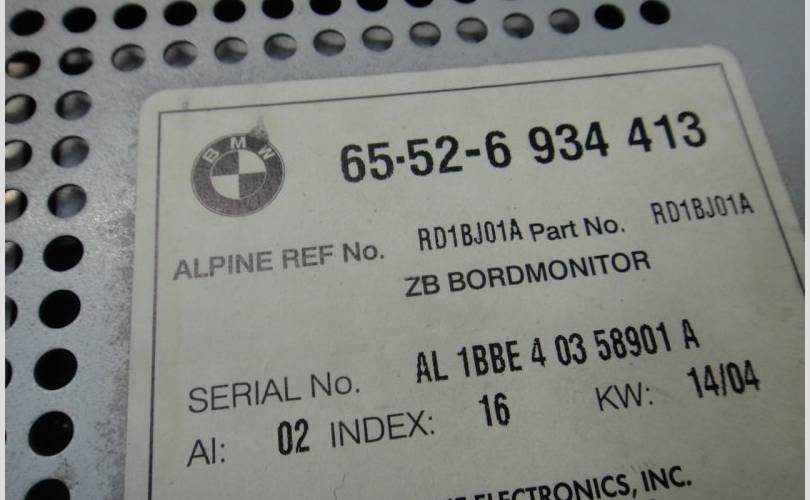 BMW
65-52-6 934 413
ALPINE REF No. RD1BJ01A Part No. RD1BJ01A
ZB BORDMONITOR
SERIAL No. AL 1BBE 4 03 58901 A
AI: 02 INDEX: 16 KW: 14/04
ELECTRONICS, INC.